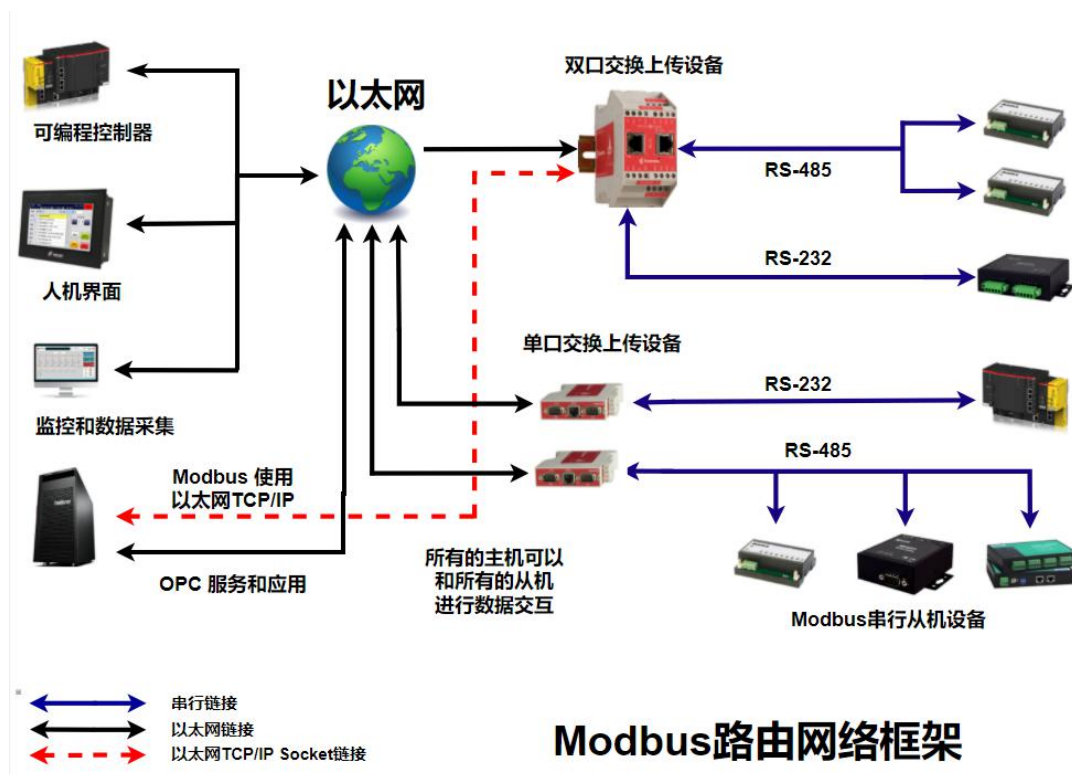 双口交换上传设备
以太网
可编程控制器
RS-485
RS-232
人机界面
单口交换上传设备
RS-232
监控和数据采集
RS-485
Modbus 使用
以太网TCP/IP
所有的主机可以
和所有的从机
进行数据交互
OPC 服务和应用
Modbus串行从机设备
串行链接
以太网链接
以太网TCP/IP Socket链接
Modbus路由网络框架